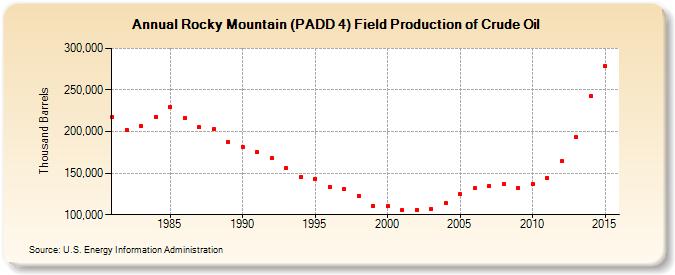 Annual Rocky Mountain (PADD 4) Field Production of Crude Oil
Thousand Barrels
300,000
250,000
200,000
150,000
100,000
1985 1990 1995 2000 2005 2010 2015
Source: U.S. Energy Information Administration